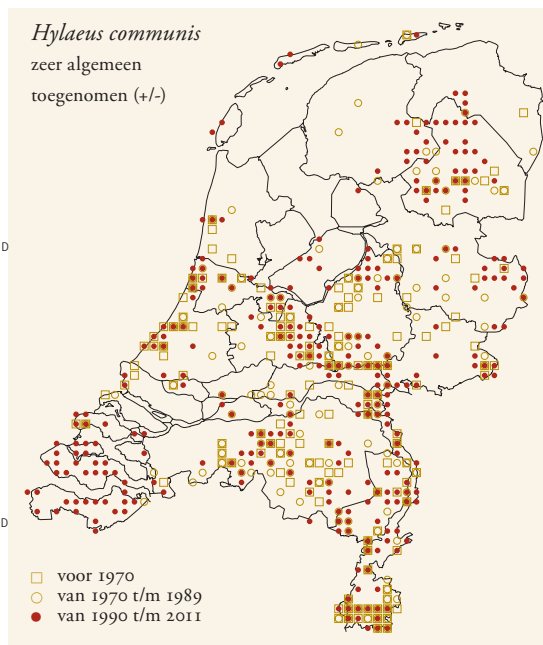 Hylaeus communis
zeer algemeen
toegenomen (+/-)
D
D
voor 1970
van 1970 t/m 1989
van 1990 t/m 2011